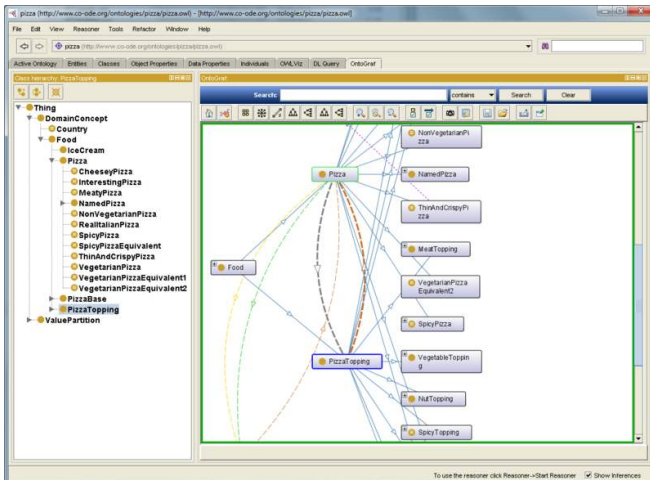 pizza (http://www.co-ode.org/ontologies/pizza/pizza.owl) - [http://www.co-ode.org/ontologies/pizza/pizza.owl]
File Edit View Reasoner Tools Refactor Window Help
pizza (http://www.co-ode.org/ontologies/pizza/pizza.owl)
Active Ontology Entities Classes Object Properties Data Properties Individuals OWLViz DL Query OntoGraf
Class hierarchy: PizzaTopping
OntoGraf
Search: contains Search Clear
Thing
DomainConcept
Country
Food
IceCream
Pizza
CheeseyPizza
InterestingPizza
MeatyPizza
NamedPizza
NonVegetarianPizza
RealItalianPizza
SpicyPizza
SpicyPizzaEquivalent
ThinAndCrispyPizza
VegetarianPizza
VegetarianPizzaEquivalent1
VegetarianPizzaEquivalent2
PizzaBase
PizzaTopping
ValuePartition
NonVegetarianPi
zza
Pizza
NamedPizza
ThinAndCrispyPi
zza
MeatTopping
Food
VegetarianPizza
Equivalent2
SpicyPizza
PizzaTopping
VegetableToppin
g
NutTopping
SpicyTopping
To use the reasoner click Reasoner->Start Reasoner Show Inferences